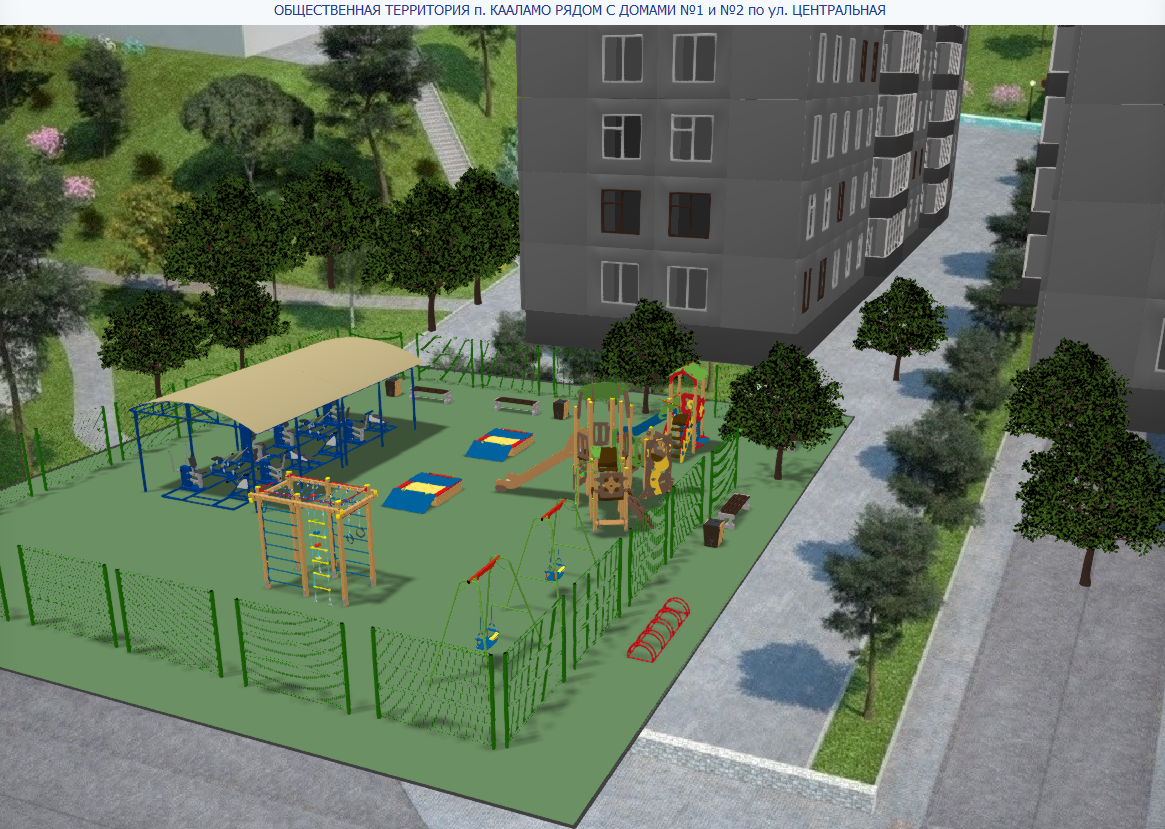 ОБЩЕСТВЕННАЯ ТЕРРИТОРИЯ п. КААЛАМО РЯДОМ С ДОМАМИ №1 и №2 по ул. ЦЕНТРАЛЬНАЯ